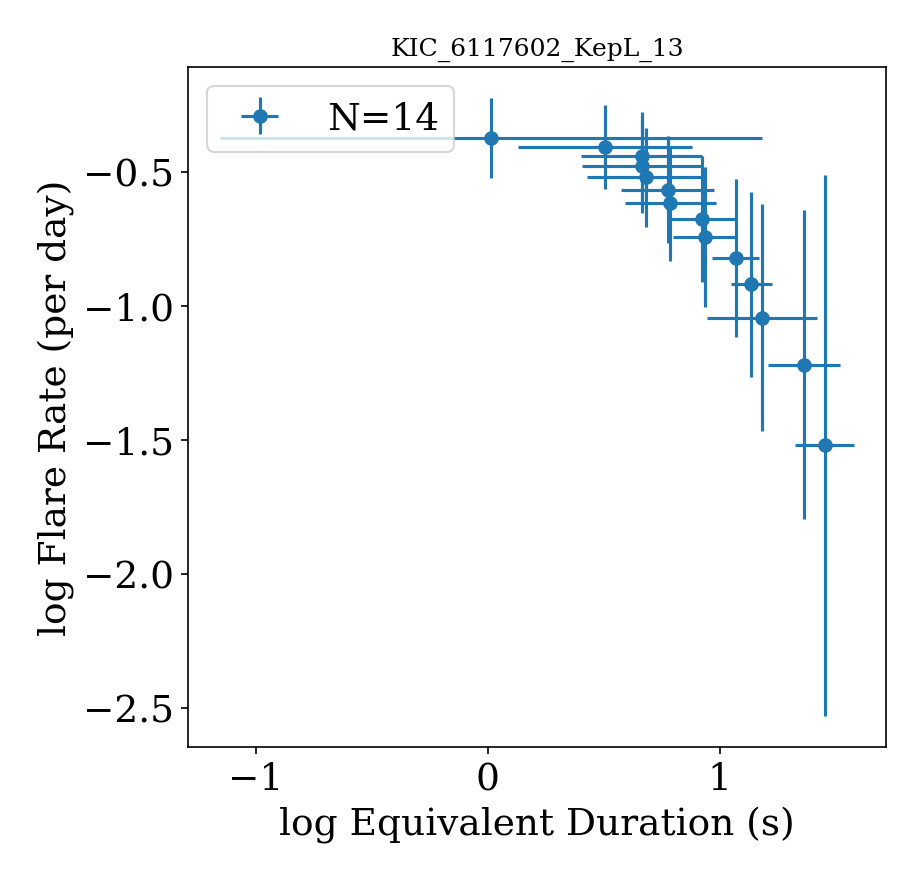 KIC_6117602_KepL_13
N=14
log Flare Rate (per day)
−0.5
−1.0
−1.5
−2.0
−2.5
−1 0 1
log Equivalent Duration (s)